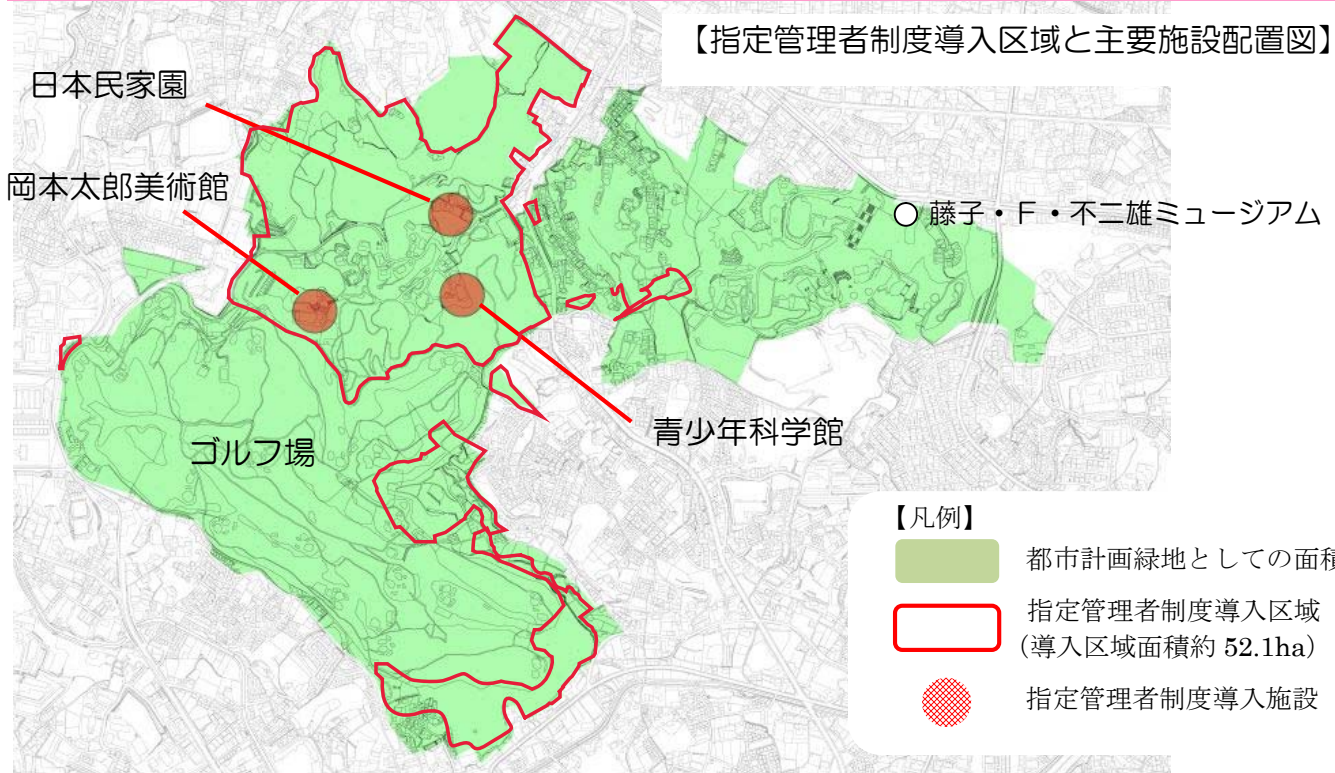 【指定管理者制度導入区域と主要施設配置図】
日本民家園
岡本太郎美術館
○ 藤子・F・不二雄ミュージアム
青少年科学館
ゴルフ場
【凡例】
都市計画緑地としての面積
指定管理者制度導入区域
(導入区域面積約 52.1ha)
指定管理者制度導入施設